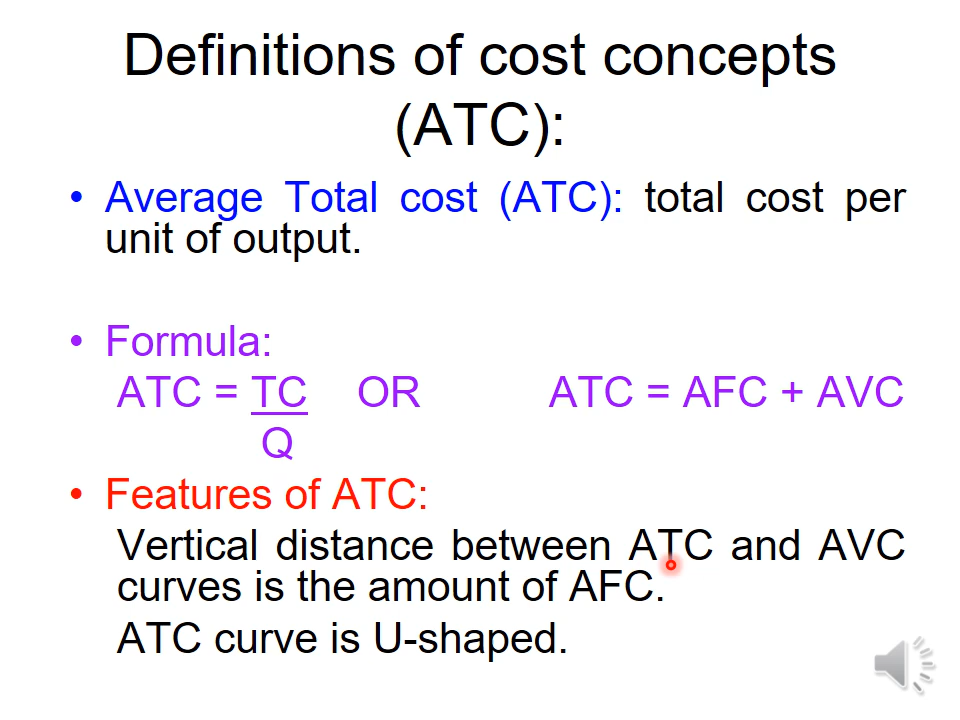 Definitions of cost concepts
(ATC):
• Average Total cost (ATC): total cost per
unit of output.
• Formula:
ATC = TC OR ATC = AFC + AVC
Q
• Features of ATC:
Vertical distance between ATC and AVC
curves is the amount of AFC.
ATC curve is U-shaped.